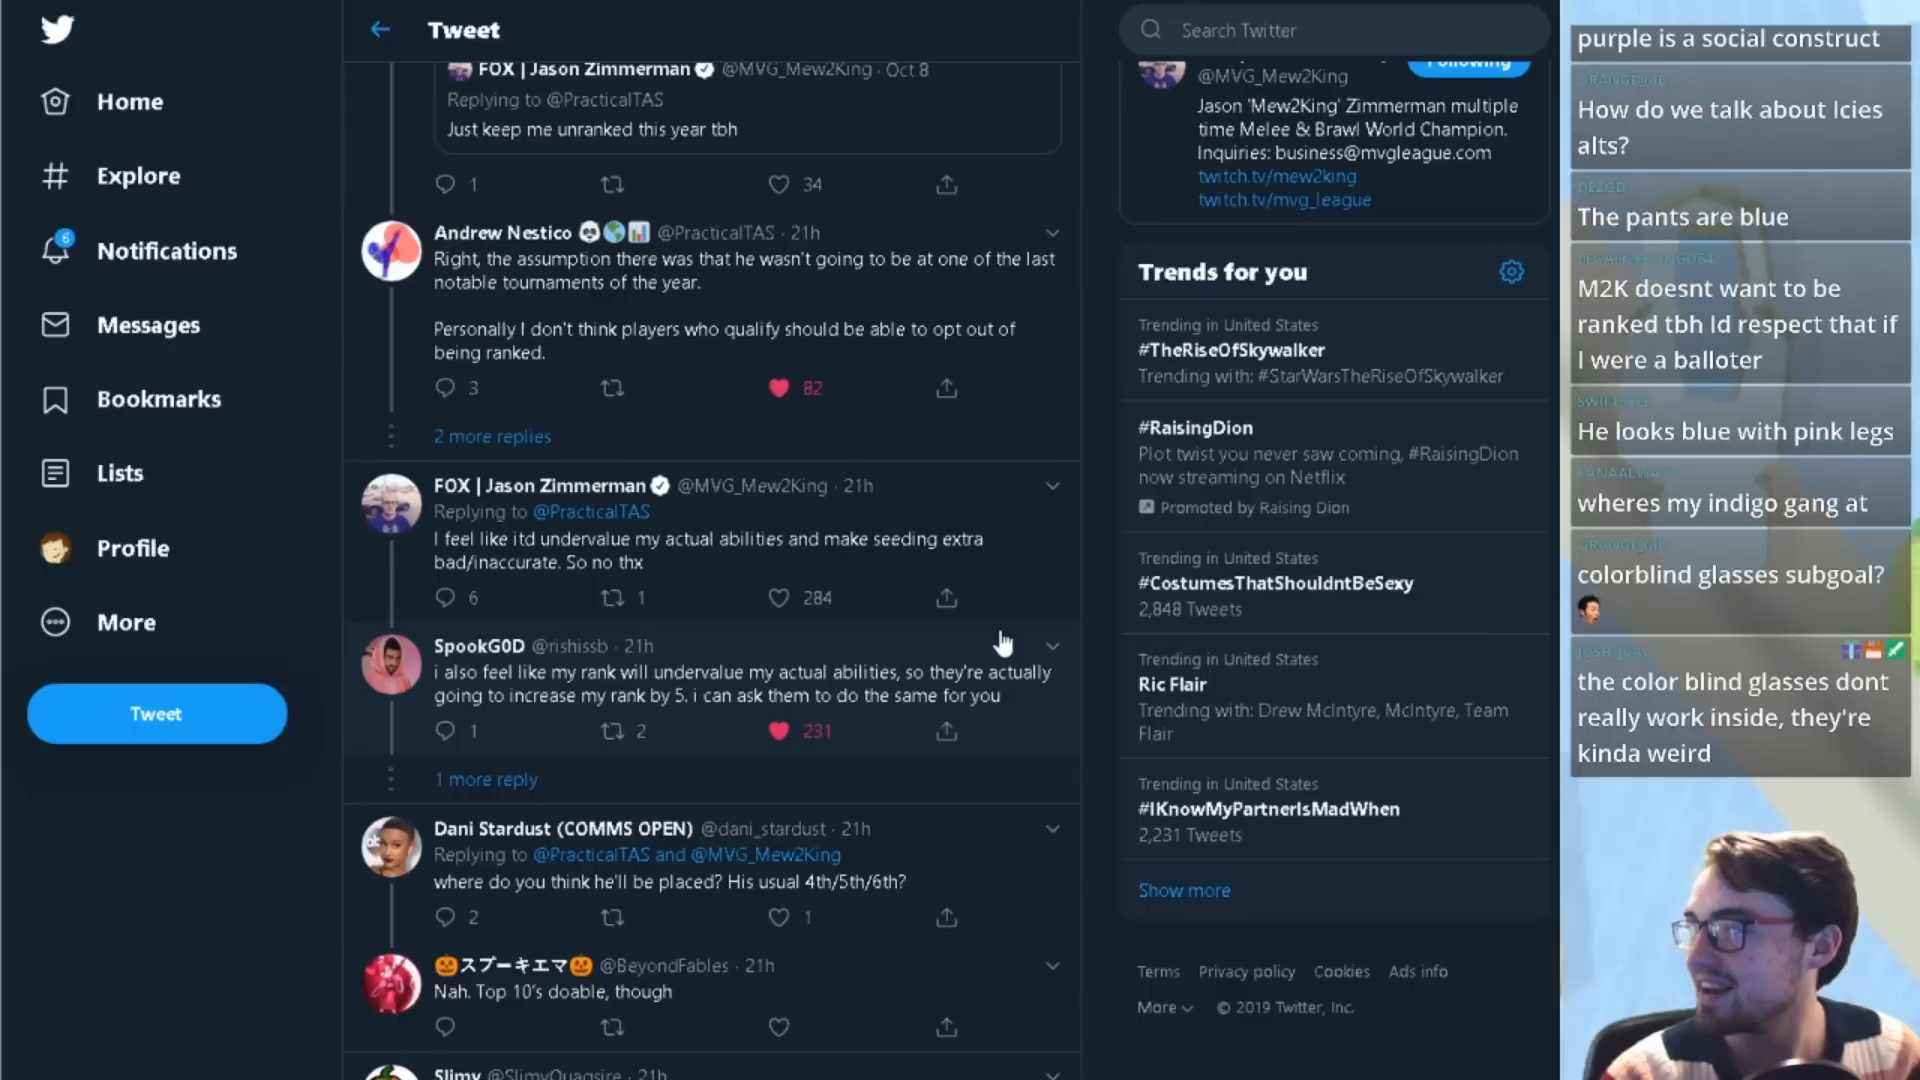 Home
Explore
6
Notifications
Messages
Bookmarks
Lists
Profile
More
Tweet
Tweet
FOX | Jason Zimmerman @MVG_Mew2King · Oct 8
Replying to @PracticalTAS
Just keep me unranked this year tbh
1
34
Andrew Nestico 🐼🌎📊 @PracticalTAS · 21h
Right, the assumption there was that he wasn't going to be at one of the last
notable tournaments of the year.
Personally I don't think players who qualify should be able to opt out of
being ranked.
3
82
2 more replies
FOX | Jason Zimmerman @MVG_Mew2King · 21h
Replying to @PracticalTAS
I feel like itd undervalue my actual abilities and make seeding extra
bad/inaccurate. So no thx
6
1
284
SpookG0D @rishissb · 21h
i also feel like my rank will undervalue my actual abilities, so they're actually
going to increase my rank by 5. i can ask them to do the same for you
1
2
231
1 more reply
Dani Stardust (COMMS OPEN) @dani_stardust · 21h
Replying to @PracticalTAS and @MVG_Mew2King
where do you think he'll be placed? His usual 4th/5th/6th?
2
1
🎃スプーキエマ🎃 @BeyondFables · 21h
Nah. Top 10's doable, though
Slimy @SlimyQuagsire · 21h
Search Twitter
Following
@MVG_Mew2King
Jason 'Mew2King' Zimmerman multiple
time Melee & Brawl World Champion.
Inquiries: business@mvgleague.com
twitch.tv/mew2king
twitch.tv/mvg_league
Trends for you
Trending in United States
#TheRiseOfSkywalker
Trending with: #StarWarsTheRiseOfSkywalker
#RaisingDion
Plot twist you never saw coming, #RaisingDion
now streaming on Netflix
Promoted by Raising Dion
Trending in United States
#CostumesThatShouldntBeSexy
2,848 Tweets
Trending in United States
Ric Flair
Trending with: Drew McIntyre, McIntyre, Team
Flair
Trending in United States
#IKnowMyPartnerIsMadWhen
2,231 Tweets
Show more
Terms Privacy policy Cookies Ads info
More © 2019 Twitter, Inc.
purple is a social construct
ORANGE_MD
How do we talk about Icies
alts?
DEZOD
The pants are blue
M2K doesnt want to be
ranked tbh Id respect that if
I were a balloter
He looks blue with pink legs
wheres my indigo gang at
ORANGE_MD
colorblind glasses subgoal?
the color blind glasses dont
really work inside, they're
kinda weird